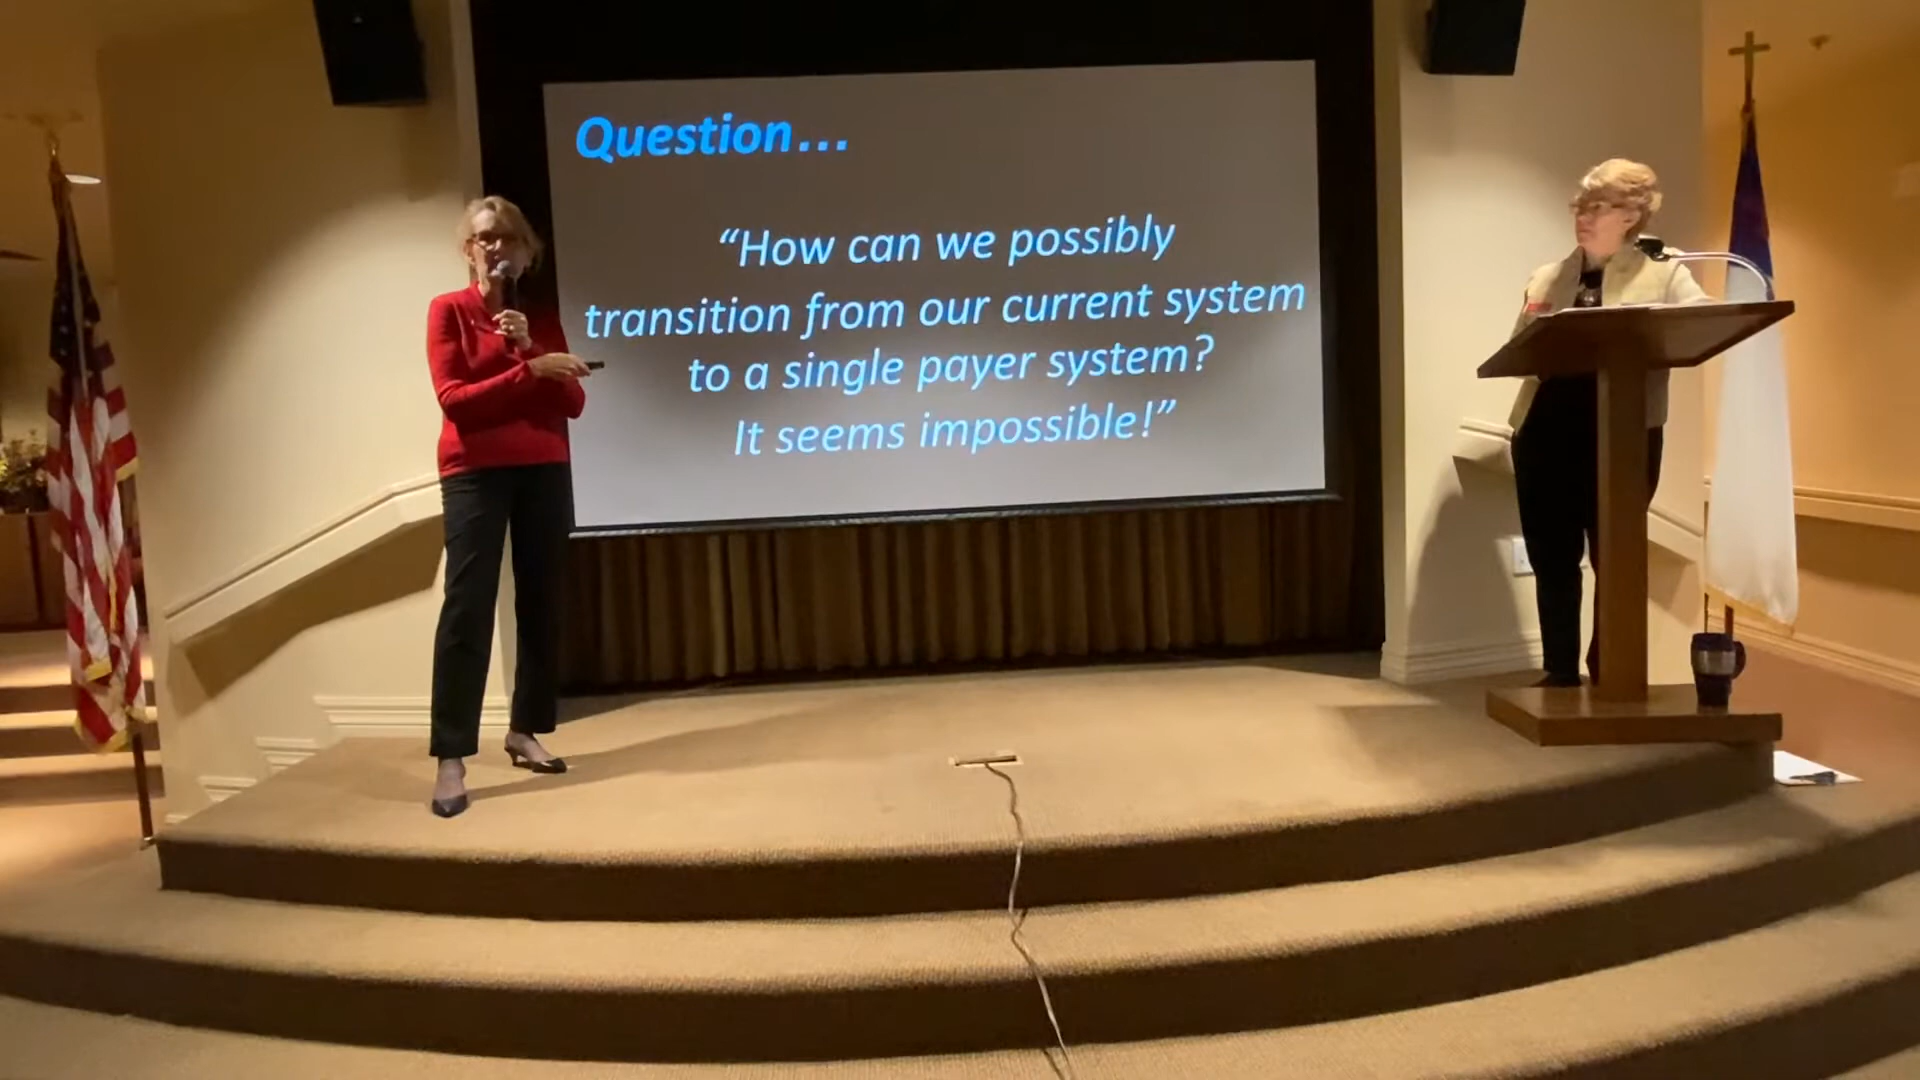 Question...
“How can we possibly
transition from our current system
to a single payer system?
It seems impossible!”